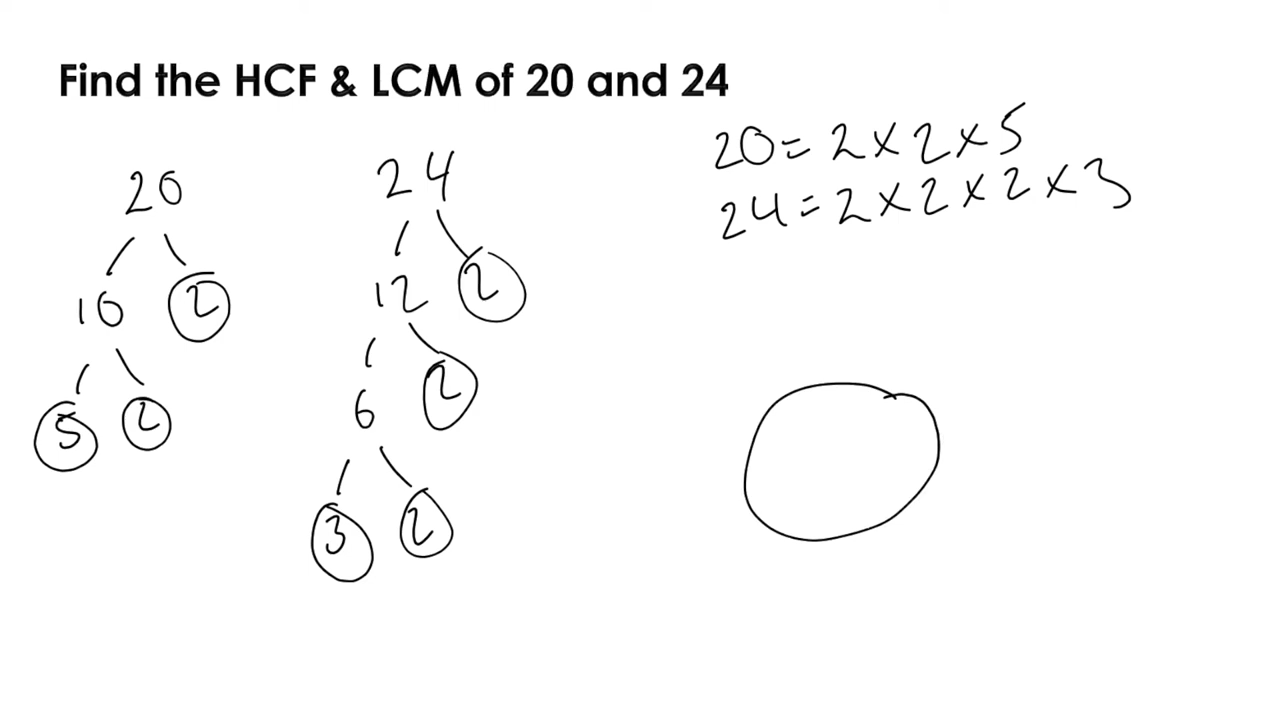 Find the HCF & LCM of 20 and 24
20 = 2 × 2 × 5
24 = 2 × 2 × 2 × 3
20
10 2
5 2
24
12 2
6 2
3 2